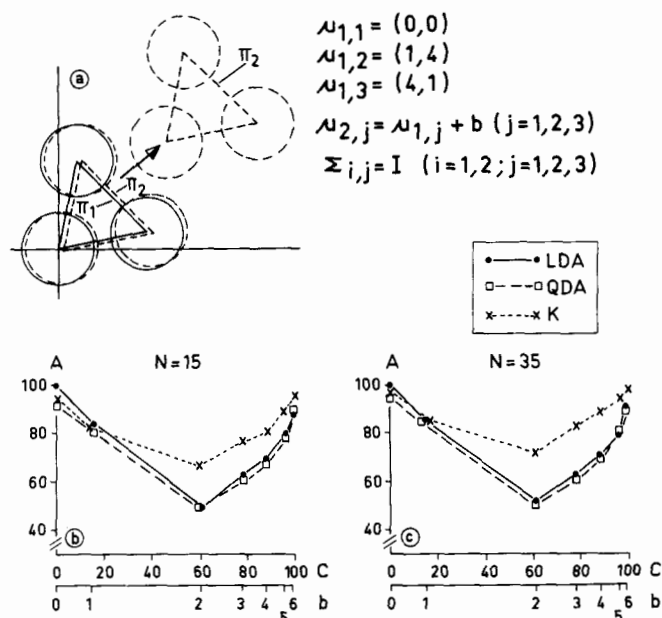 ⓐ
π₂
π₁ π₂
μ₁,₁ = (0,0)
μ₁,₂ = (1,4)
μ₁,₃ = (4,1)
μ₂,ⱼ = μ₁,ⱼ + b (j=1,2,3)
Σᵢ,ⱼ = I (i=1,2; j=1,2,3)
LDA
QDA
K
A N=15
100
80
60
40
ⓑ
0 20 40 60 80 100 C
0 1 2 3 4 5 6 b
A N=35
100
80
60
40
ⓒ
0 20 40 60 80 100 C
0 1 2 3 4 5 6 b